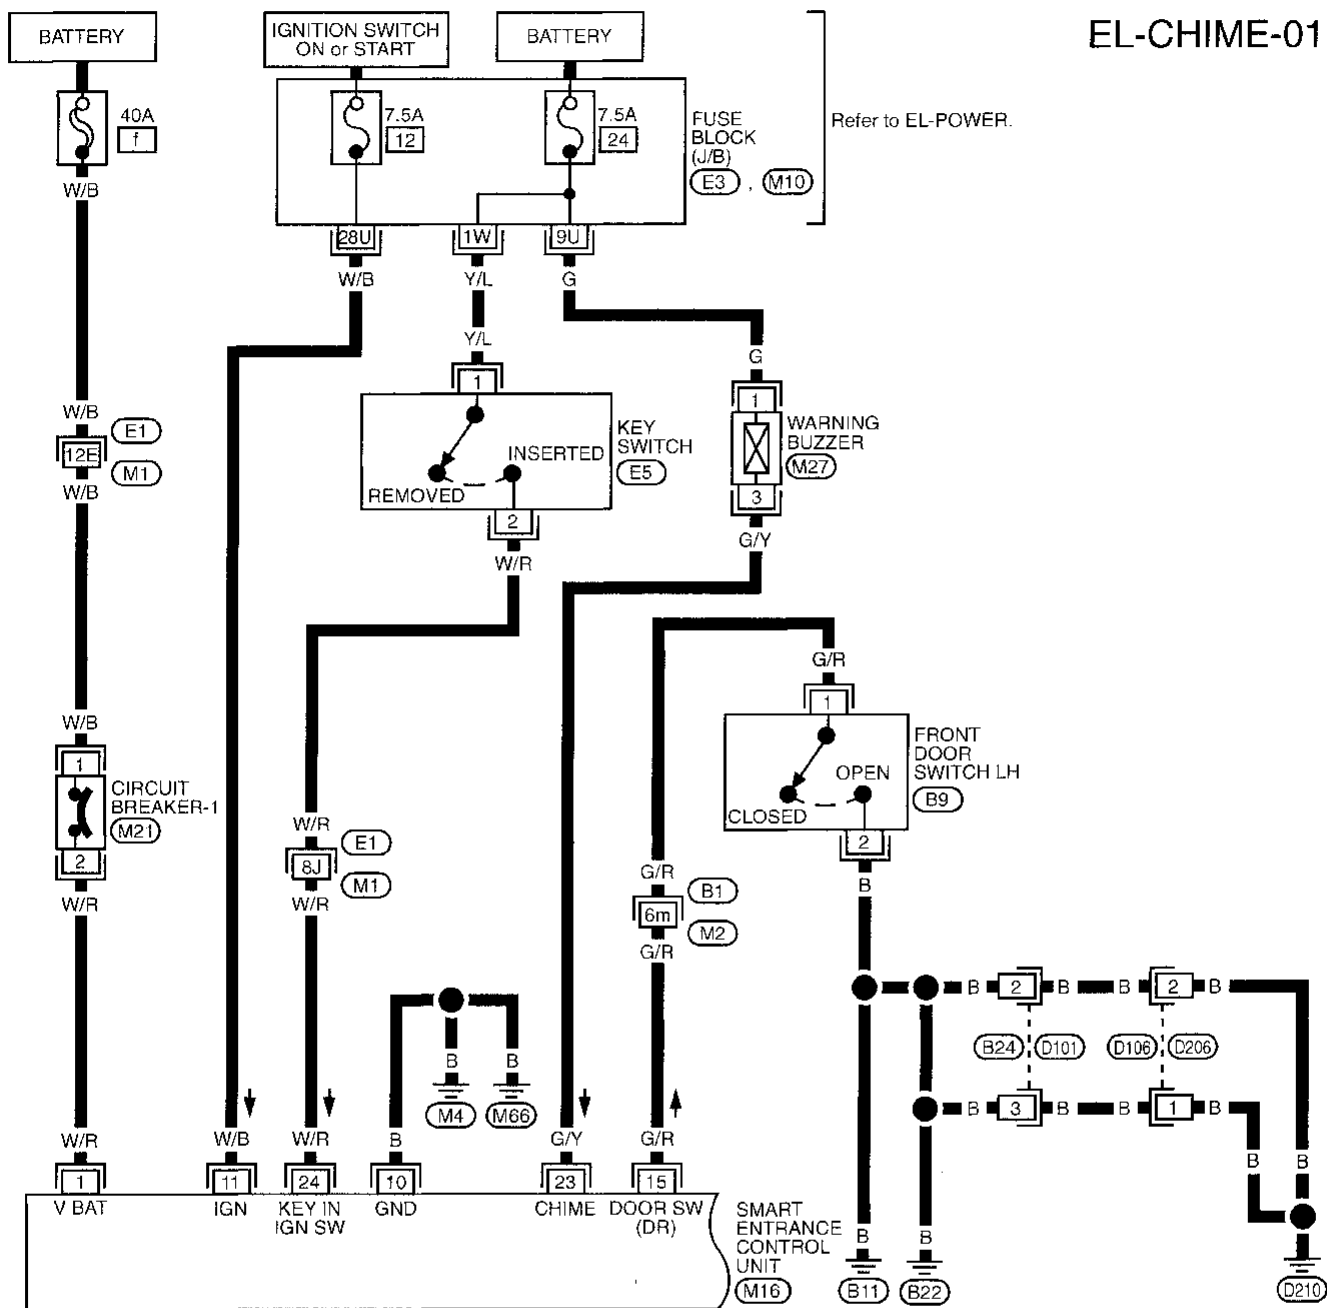 EL-CHIME-01
BATTERY
IGNITION SWITCH
ON or START
BATTERY
40A
f
7.5A
12
7.5A
24
FUSE
BLOCK
(J/B)
E3 , M10
Refer to EL-POWER.
W/B
28U
1W
9U
W/B
Y/L
G
Y/L
G
1
1
WARNING
BUZZER
M27
KEY
SWITCH
E5
INSERTED
REMOVED
W/B
E1
12E
M1
W/B
3
2
G/Y
W/R
G/R
1
FRONT
DOOR
SWITCH LH
B9
OPEN
CLOSED
2
W/B
1
CIRCUIT
BREAKER-1
M21
2
W/R
W/R
E1
8J
M1
W/R
G/R
B1
6m
M2
G/R
B
B
2
B
B
2
B
B24
D101
D106
D206
B
3
B
B
1
B
B
B
M4
M66
B
B
W/R
W/B
W/R
B
G/Y
G/R
1
11
24
10
23
15
V BAT
IGN
KEY IN
IGN SW
GND
CHIME
DOOR SW
(DR)
SMART
ENTRANCE
CONTROL
UNIT
M16
B
B
B11
B22
D210